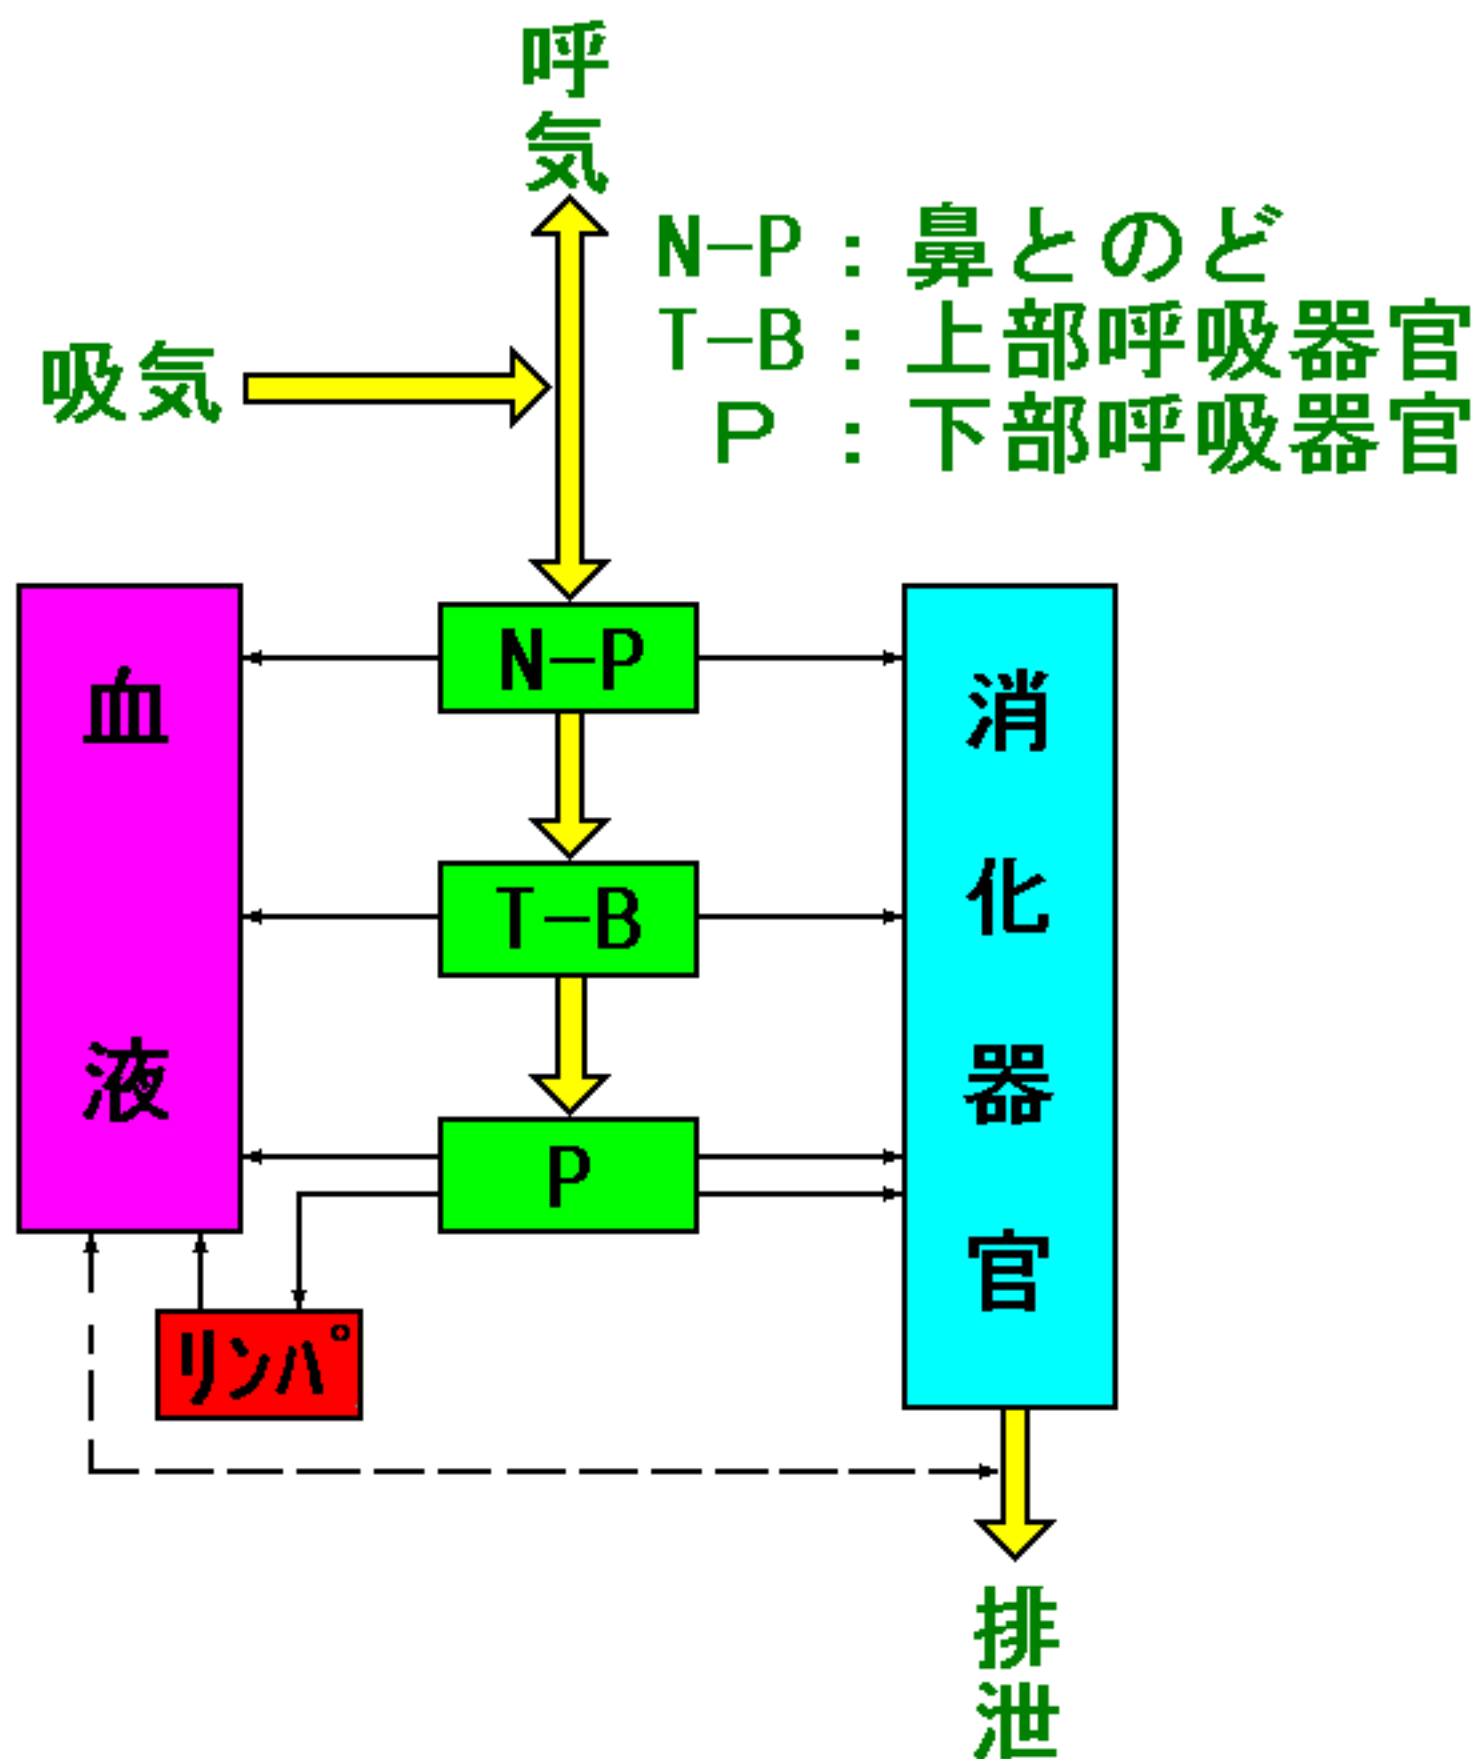 呼気
N-P：鼻とのど
T-B：上部呼吸器官
P：下部呼吸器官
吸気
血液
N-P
T-B
P
消化器官
ﾘﾝﾊﾟ
排泄